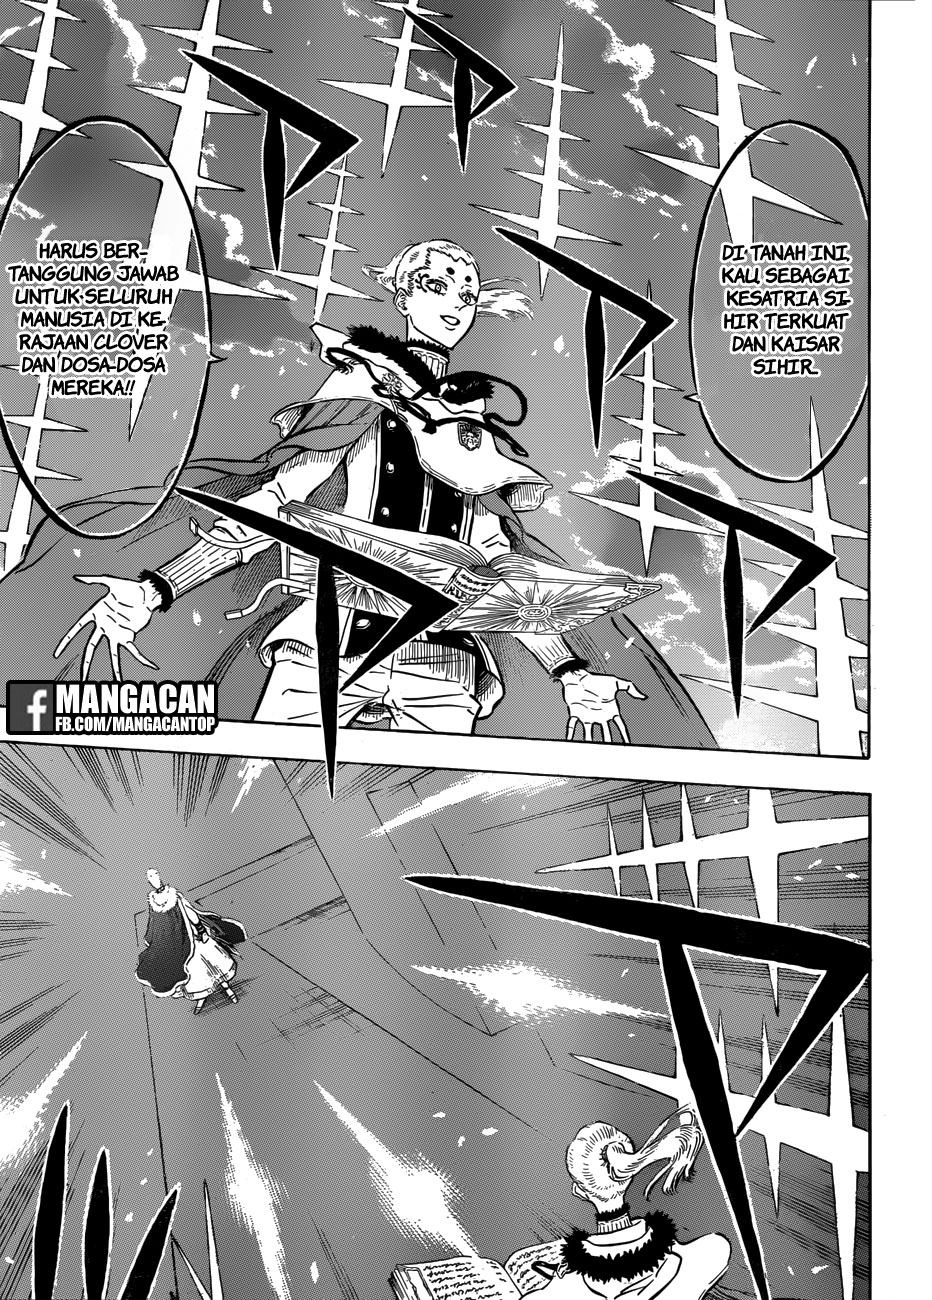 DI TANAH INI,
KAU, SEBAGAI
KESATRIA SI-
HIR TERKUAT
DAN KAISAR
SIHIR..
HARUS BER-
TANGGUNG JAWAB
UNTUK SELURUH
MANUSIA DI KE-
RAJAAN CLOVER
DAN DOSA-DOSA
MEREKA!!
f MANGACAN
FB.COM/MANGACANTOP